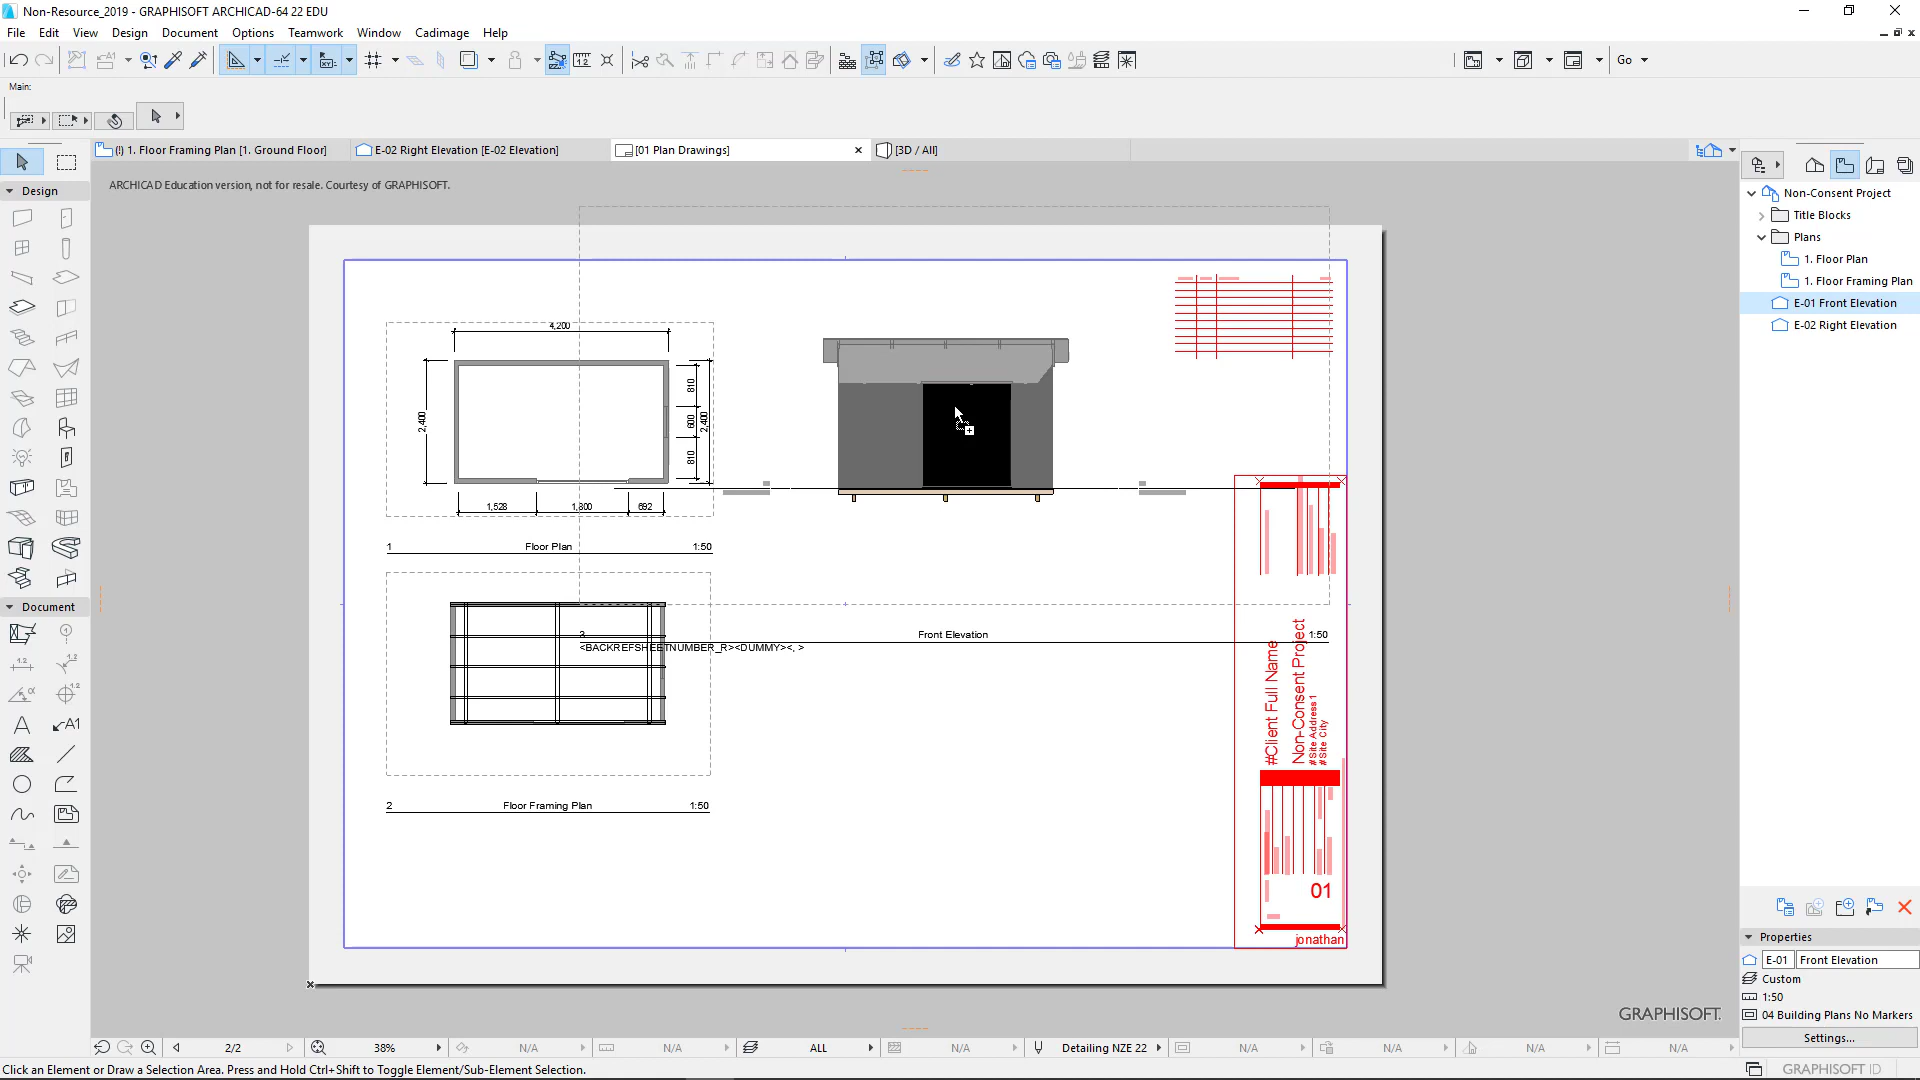 Non-Resource_2019 - GRAPHISOFT ARCHICAD-64 22 EDU
File Edit View Design Document Options Teamwork Window Cadimage Help
Go
Main:
(!) 1. Floor Framing Plan [1. Ground Floor]
E-02 Right Elevation [E-02 Elevation]
[01 Plan Drawings]
[3D / All]
Design
ARCHICAD Education version, not for resale. Courtesy of GRAPHISOFT.
Non-Consent Project
Title Blocks
Plans
1. Floor Plan
1. Floor Framing Plan
E-01 Front Elevation
E-02 Right Elevation
4,200
2,400
810
600
810
2,400
1,528
1,800
692
1 Floor Plan 1:50
Document
3 Front Elevation 1:50
<BACKREFSHEETNUMBER_R><DUMMY><, >
2 Floor Framing Plan 1:50
#Client Full Name
Non-Consent Project
#Site Address1
#Site City
01
jonathan
Properties
E-01 Front Elevation
Custom
1:50
04 Building Plans No Markers
Settings...
GRAPHISOFT.
2/2 38% N/A N/A ALL N/A Detailing NZE 22 N/A N/A N/A N/A
Click an Element or Draw a Selection Area. Press and Hold Ctrl+Shift to Toggle Element/Sub-Element Selection.
GRAPHISOFT ID